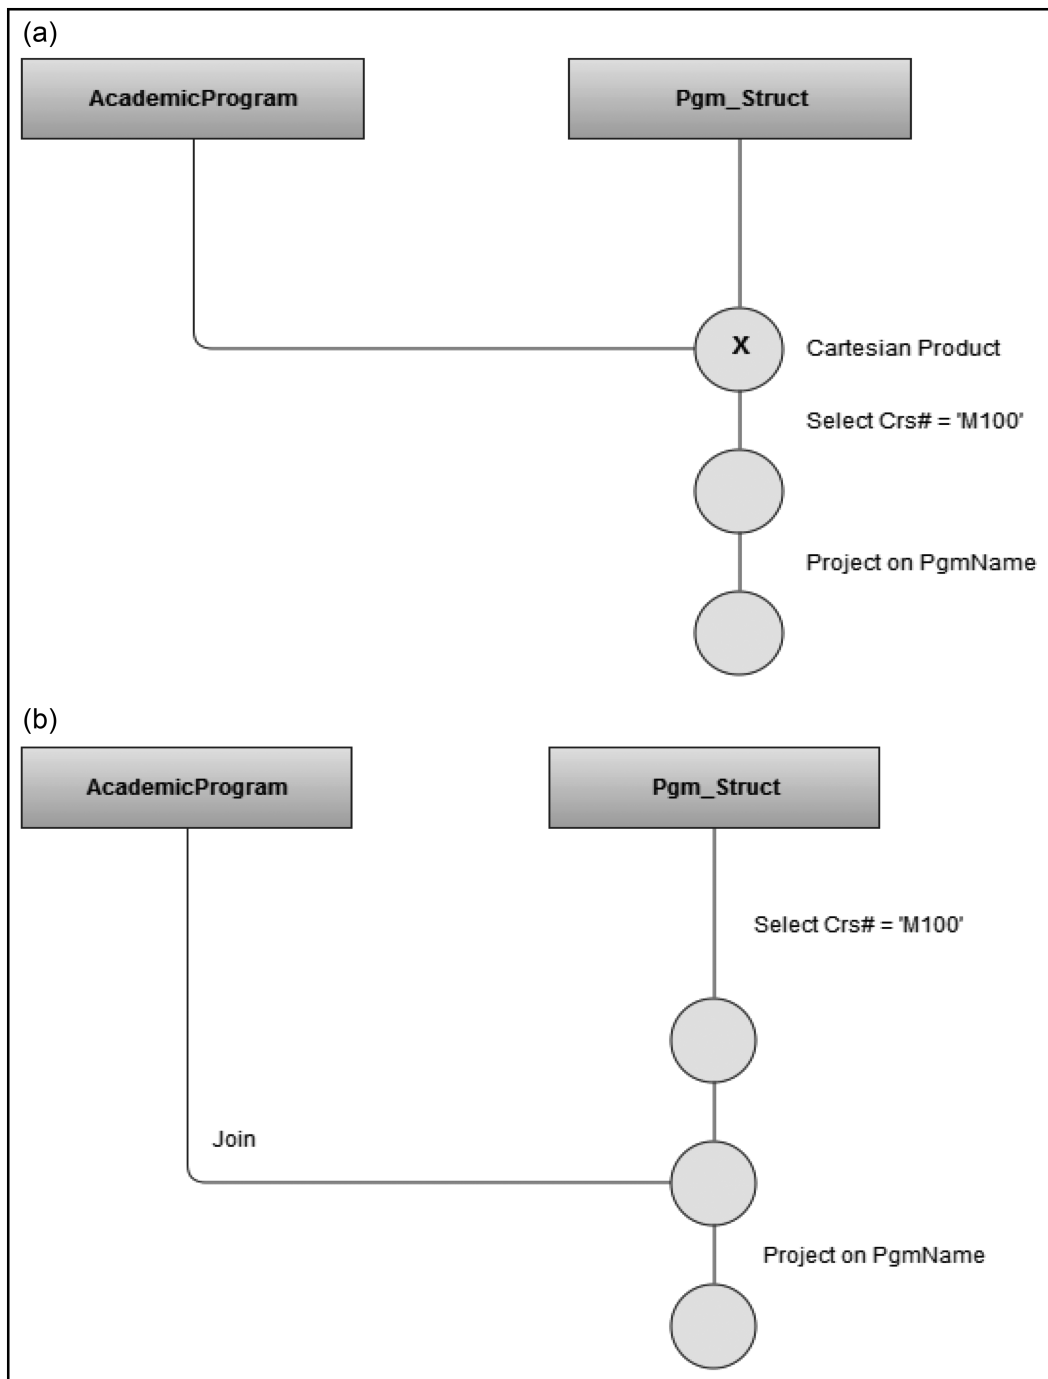 (a)
AcademicProgram
Pgm_Struct
X
Cartesian Product
Select Crs# = 'M100'
Project on PgmName
(b)
AcademicProgram
Pgm_Struct
Select Crs# = 'M100'
Join
Project on PgmName